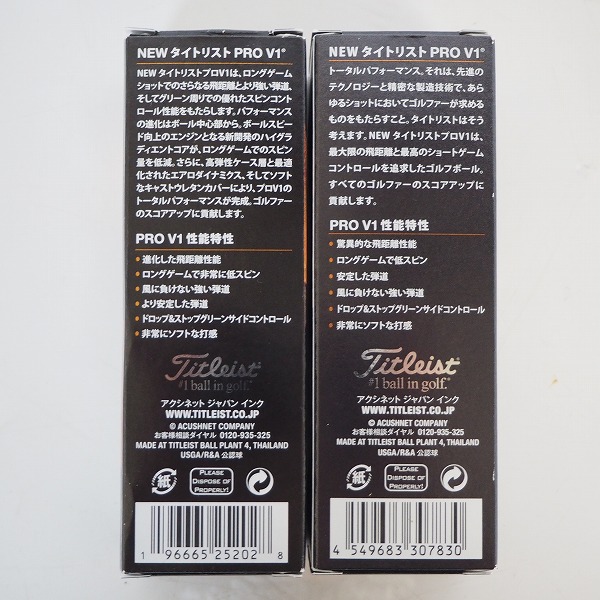 NEW タイトリスト PRO V1®
NEW タイトリストプロV1は、ロングゲーム
ショットでのさらなる飛距離とより強い弾道、
そしてグリーン周りでの優れたスピンコントロ
ール性能をもたらします。パフォーマンス
の進化はボール中心部から。ボールスピー
ド向上のエンジンとなる新開発のハイグラ
ディエントコアが、ロングゲームでのスピン
量を低減。さらに、高弾性ケース層と最適
化されたエアロダイナミクス、そしてソフト
なキャストウレタンカバーにより、プロV1の
トータルパフォーマンスが完成。ゴルファー
のスコアアップに貢献します。
PRO V1 性能特性
• 進化した飛距離性能
• ロングゲームで非常に低スピン
• 風に負けない強い弾道
• より安定した弾道
• ドロップ&ストップグリーンサイドコントロール
• 非常にソフトな打感
Titleist
#1 ball in golf.®
アクシネット ジャパン インク
WWW.TITLEIST.CO.JP
© ACUSHNET COMPANY
お客様相談ダイヤル 0120-935-325
MADE AT TITLEIST BALL PLANT 4, THAILAND
USGA/R&A 公認球
紙
PLEASE
DISPOSE OF
PROPERLY!
1 96665 25202 8
NEW タイトリスト PRO V1®
トータルパフォーマンス。それは、先進の
テクノロジーと精密な製造技術で、あら
ゆるショットにおいてゴルファーが求める
ものをもたらすこと。タイトリストはそう
考えます。NEW タイトリストプロV1は、
最大限の飛距離と最高のショートゲーム
コントロールを追求したゴルフボール。
すべてのゴルファーのスコアアップに
貢献します。
PRO V1 性能特性
• 驚異的な飛距離性能
• ロングゲームで低スピン
• 安定した弾道
• 風に負けない強い弾道
• ドロップ&ストップグリーンサイドコントロール
• 非常にソフトな打感
Titleist
#1 ball in golf.®
アクシネット ジャパン インク
WWW.TITLEIST.CO.JP
© ACUSHNET COMPANY
お客様相談ダイヤル 0120-935-325
MADE AT TITLEIST BALL PLANT 4, THAILAND
USGA/R&A 公認球
紙
PLEASE
DISPOSE OF
PROPERLY!
4 549683 307830